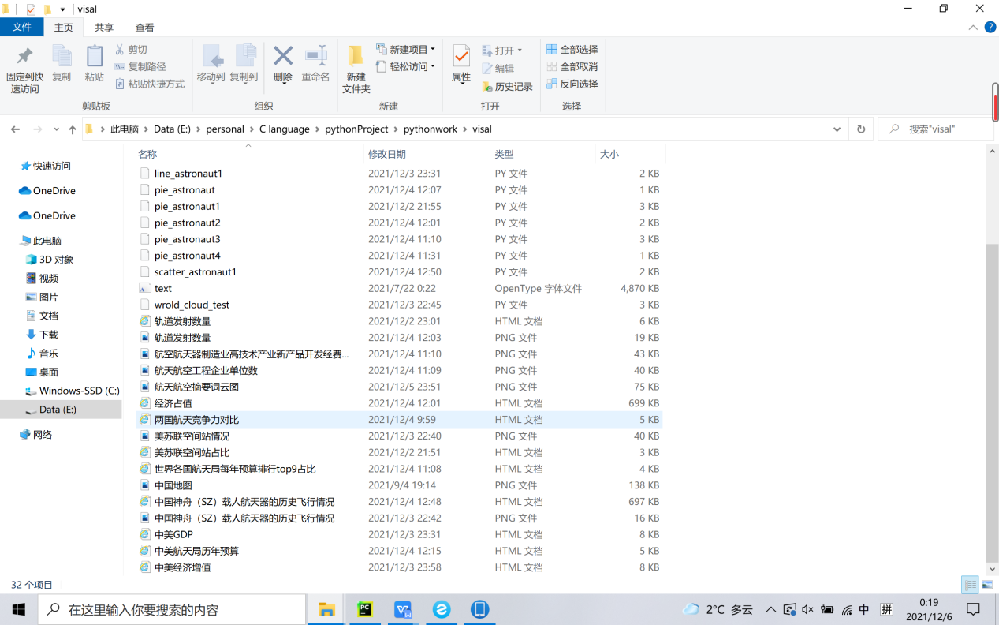 visal
文件 主页 共享 查看
固定到快速访问 复制 粘贴 剪切 复制路径 粘贴快捷方式
剪贴板
移动到 复制到 删除 重命名
组织
新建文件夹 新建项目 轻松访问
新建
属性 打开 编辑 历史记录
打开
全部选择 全部取消 反向选择
选择
此电脑 Data (E:) personal C language pythonProject pythonwork visal
搜索"visal"
快速访问
OneDrive
OneDrive
此电脑
3D 对象
视频
图片
文档
下载
音乐
桌面
Windows-SSD (C:)
Data (E:)
网络
名称 修改日期 类型 大小
line_astronaut1 2021/12/3 23:31 PY 文件 2 KB
pie_astronaut 2021/12/4 12:07 PY 文件 1 KB
pie_astronaut1 2021/12/2 21:55 PY 文件 3 KB
pie_astronaut2 2021/12/4 12:01 PY 文件 2 KB
pie_astronaut3 2021/12/4 11:10 PY 文件 3 KB
pie_astronaut4 2021/12/4 11:31 PY 文件 1 KB
scatter_astronaut1 2021/12/4 12:50 PY 文件 2 KB
text 2021/7/22 0:22 OpenType 字体文件 4,870 KB
wrold_cloud_test 2021/12/3 22:45 PY 文件 3 KB
轨道发射数量 2021/12/2 23:01 HTML 文档 6 KB
轨道发射数量 2021/12/4 12:03 PNG 文件 19 KB
航空航天器制造业高技术产业新产品开发经费... 2021/12/4 11:10 PNG 文件 43 KB
航天航空工程企业单位数 2021/12/4 11:09 PNG 文件 40 KB
航天航空摘要词云图 2021/12/5 23:51 PNG 文件 75 KB
经济占值 2021/12/4 12:01 HTML 文档 699 KB
两国航天竞争力对比 2021/12/4 9:59 HTML 文档 5 KB
美苏联空间站情况 2021/12/3 22:40 PNG 文件 40 KB
美苏联空间站占比 2021/12/2 21:51 HTML 文档 3 KB
世界各国航天局每年预算排行top9占比 2021/12/4 11:08 HTML 文档 4 KB
中国地图 2021/9/4 19:14 PNG 文件 138 KB
中国神舟（SZ）载人航天器的历史飞行情况 2021/12/4 12:48 HTML 文档 697 KB
中国神舟（SZ）载人航天器的历史飞行情况 2021/12/3 22:42 PNG 文件 16 KB
中美GDP 2021/12/3 23:31 HTML 文档 8 KB
中美航天局历年预算 2021/12/4 12:15 HTML 文档 5 KB
中美经济增值 2021/12/3 23:58 HTML 文档 8 KB
32 个项目
在这里输入你要搜索的内容
2°C 多云
中 拼
0:19
2021/12/6